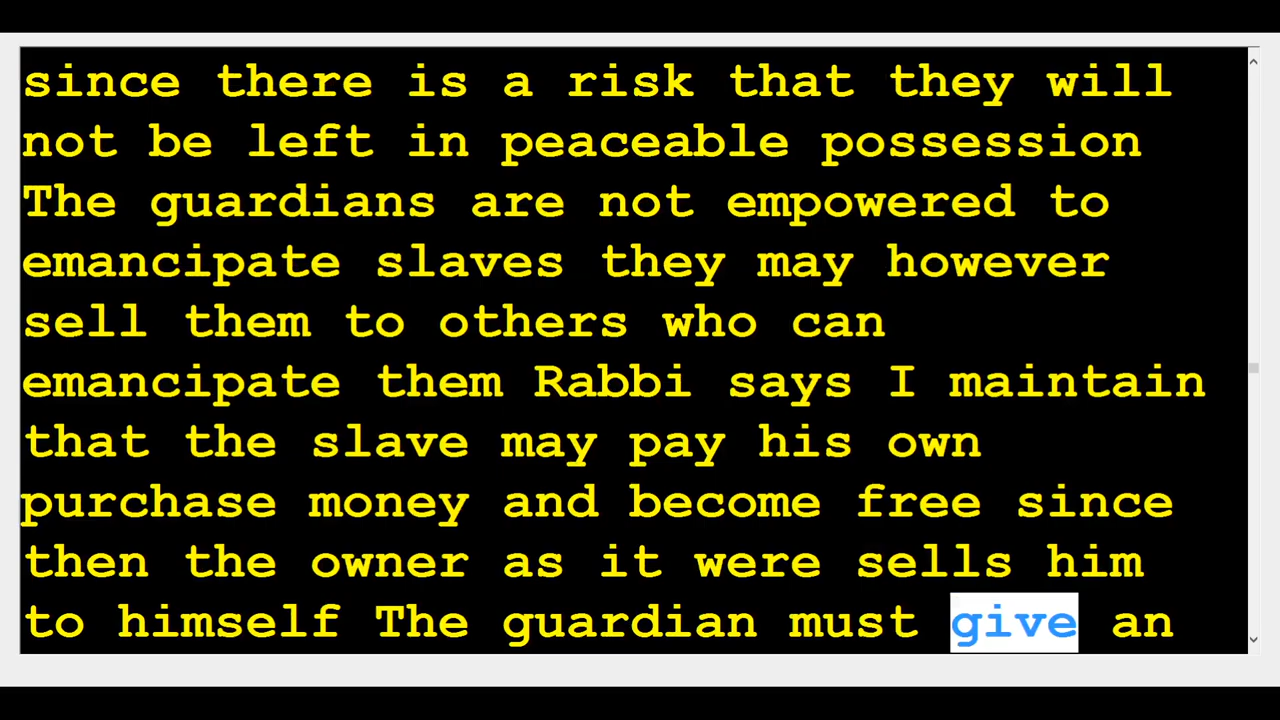 since there is a risk that they will
not be left in peaceable possession
The guardians are not empowered to
emancipate slaves they may however
sell them to others who can
emancipate them Rabbi says I maintain
that the slave may pay his own
purchase money and become free since
then the owner as it were sells him
to himself The guardian must give an